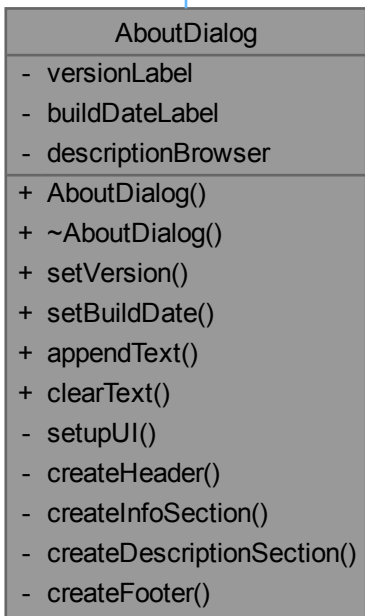 AboutDialog
- versionLabel
- buildDateLabel
- descriptionBrowser
+ AboutDialog()
+ ~AboutDialog()
+ setVersion()
+ setBuildDate()
+ appendText()
+ clearText()
- setupUI()
- createHeader()
- createInfoSection()
- createDescriptionSection()
- createFooter()